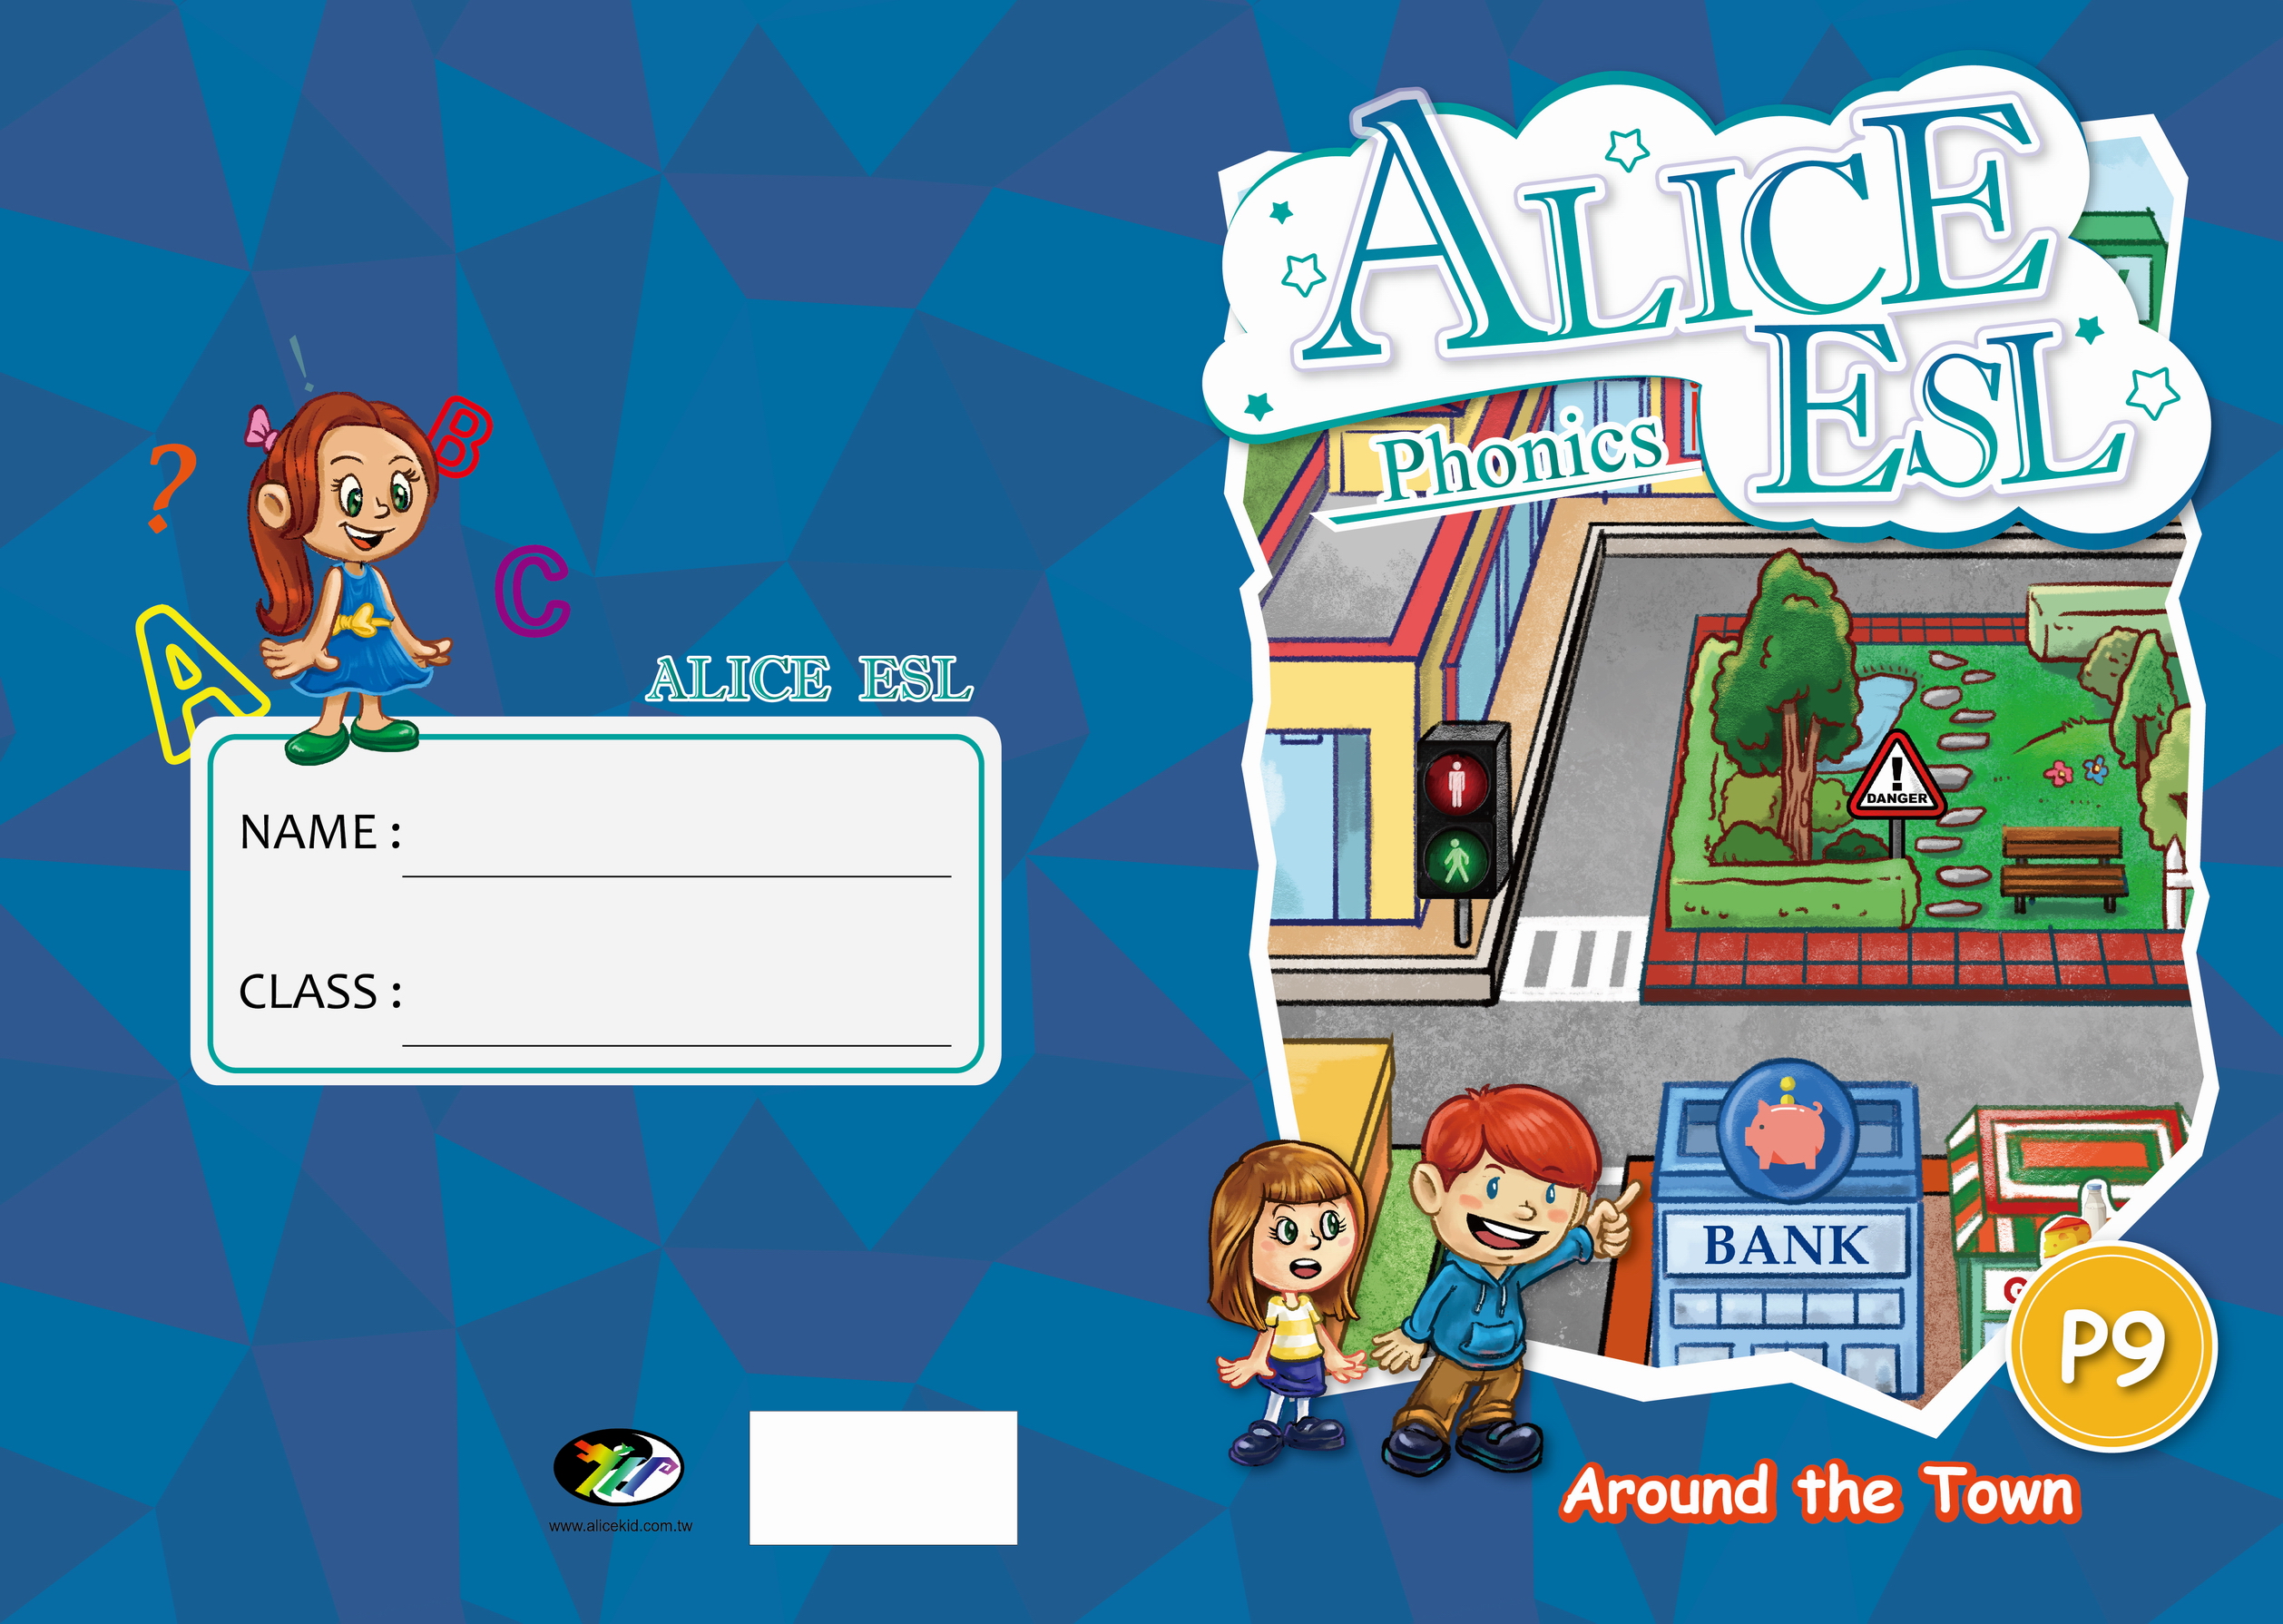 ?
!
B
C
A
ALICE ESL
NAME :
CLASS :
www.alicekid.com.tw
ALICE
ESL
Phonics
DANGER
BANK
P9
Around the Town